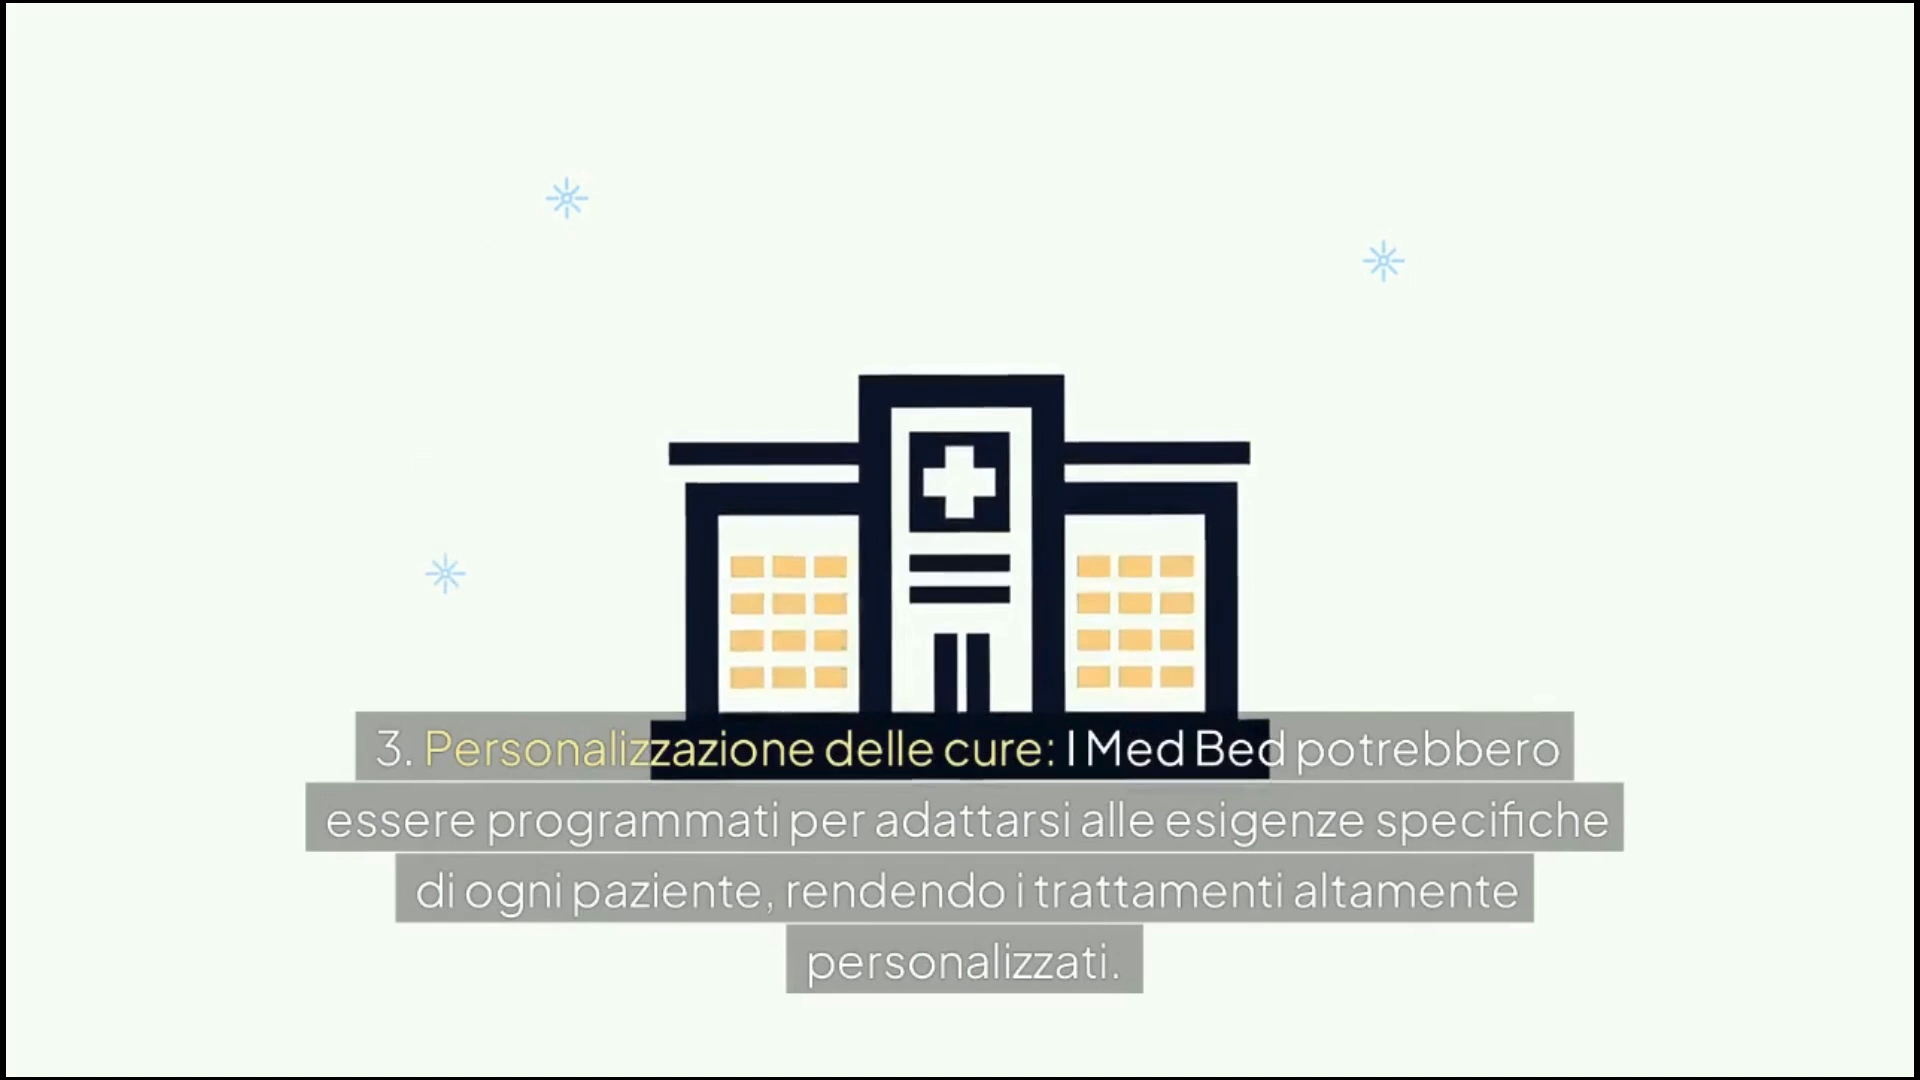 3. Personalizzazione delle cure: I Med Bed potrebbero
essere programmati per adattarsi alle esigenze specifiche
di ogni paziente, rendendo i trattamenti altamente
personalizzati.